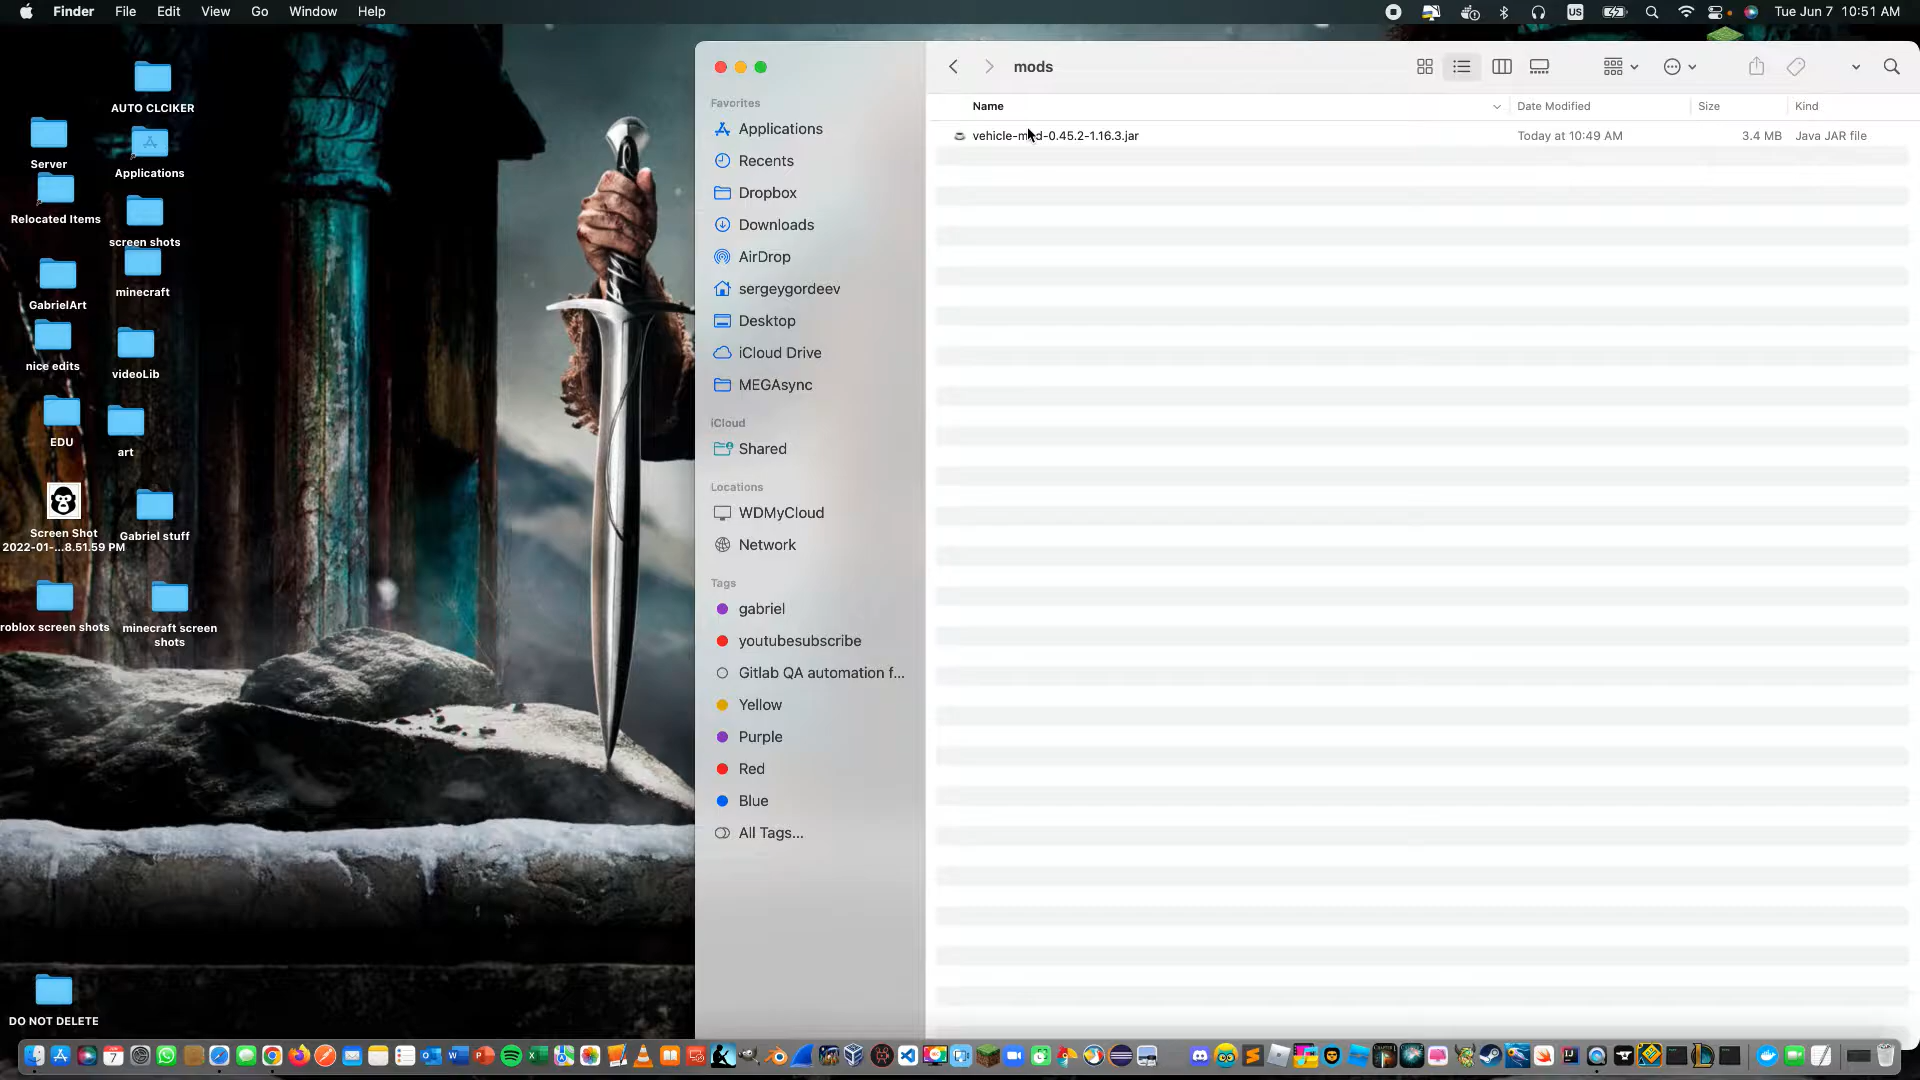 Finder File Edit View Go Window Help
US
Tue Jun 7 10:51 AM
AUTO CLCIKER
Server
Applications
Relocated Items
screen shots
minecraft
GabrielArt
nice edits
videoLib
EDU
art
Screen Shot
2022-01-...8.51.59 PM
Gabriel stuff
roblox screen shots
minecraft screen
shots
DO NOT DELETE
Favorites
Applications
Recents
Dropbox
Downloads
AirDrop
sergeygordeev
Desktop
iCloud Drive
MEGAsync
iCloud
Shared
Locations
WDMyCloud
Network
Tags
gabriel
youtubesubscribe
Gitlab QA automation f...
Yellow
Purple
Red
Blue
All Tags...
mods
Name Date Modified Size Kind
vehicle-mod-0.45.2-1.16.3.jar Today at 10:49 AM 3.4 MB Java JAR file